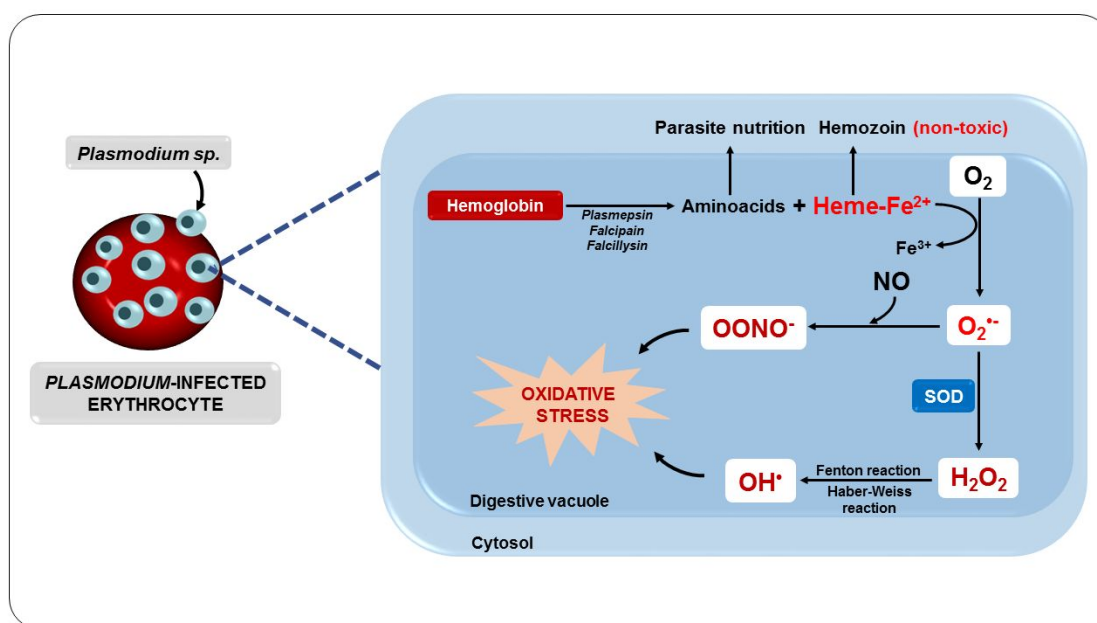 Plasmodium sp.
PLASMODIUM-INFECTED
ERYTHROCYTE
Parasite nutrition
Hemozoin (non-toxic)
O₂
Hemoglobin
Plasmepsin
Falcipain
Falcillysin
Aminoacids + Heme-Fe²⁺
Fe³⁺
NO
OONO⁻
O₂•⁻
OXIDATIVE
STRESS
SOD
OH•
Fenton reaction
Haber-Weiss
reaction
H₂O₂
Digestive vacuole
Cytosol